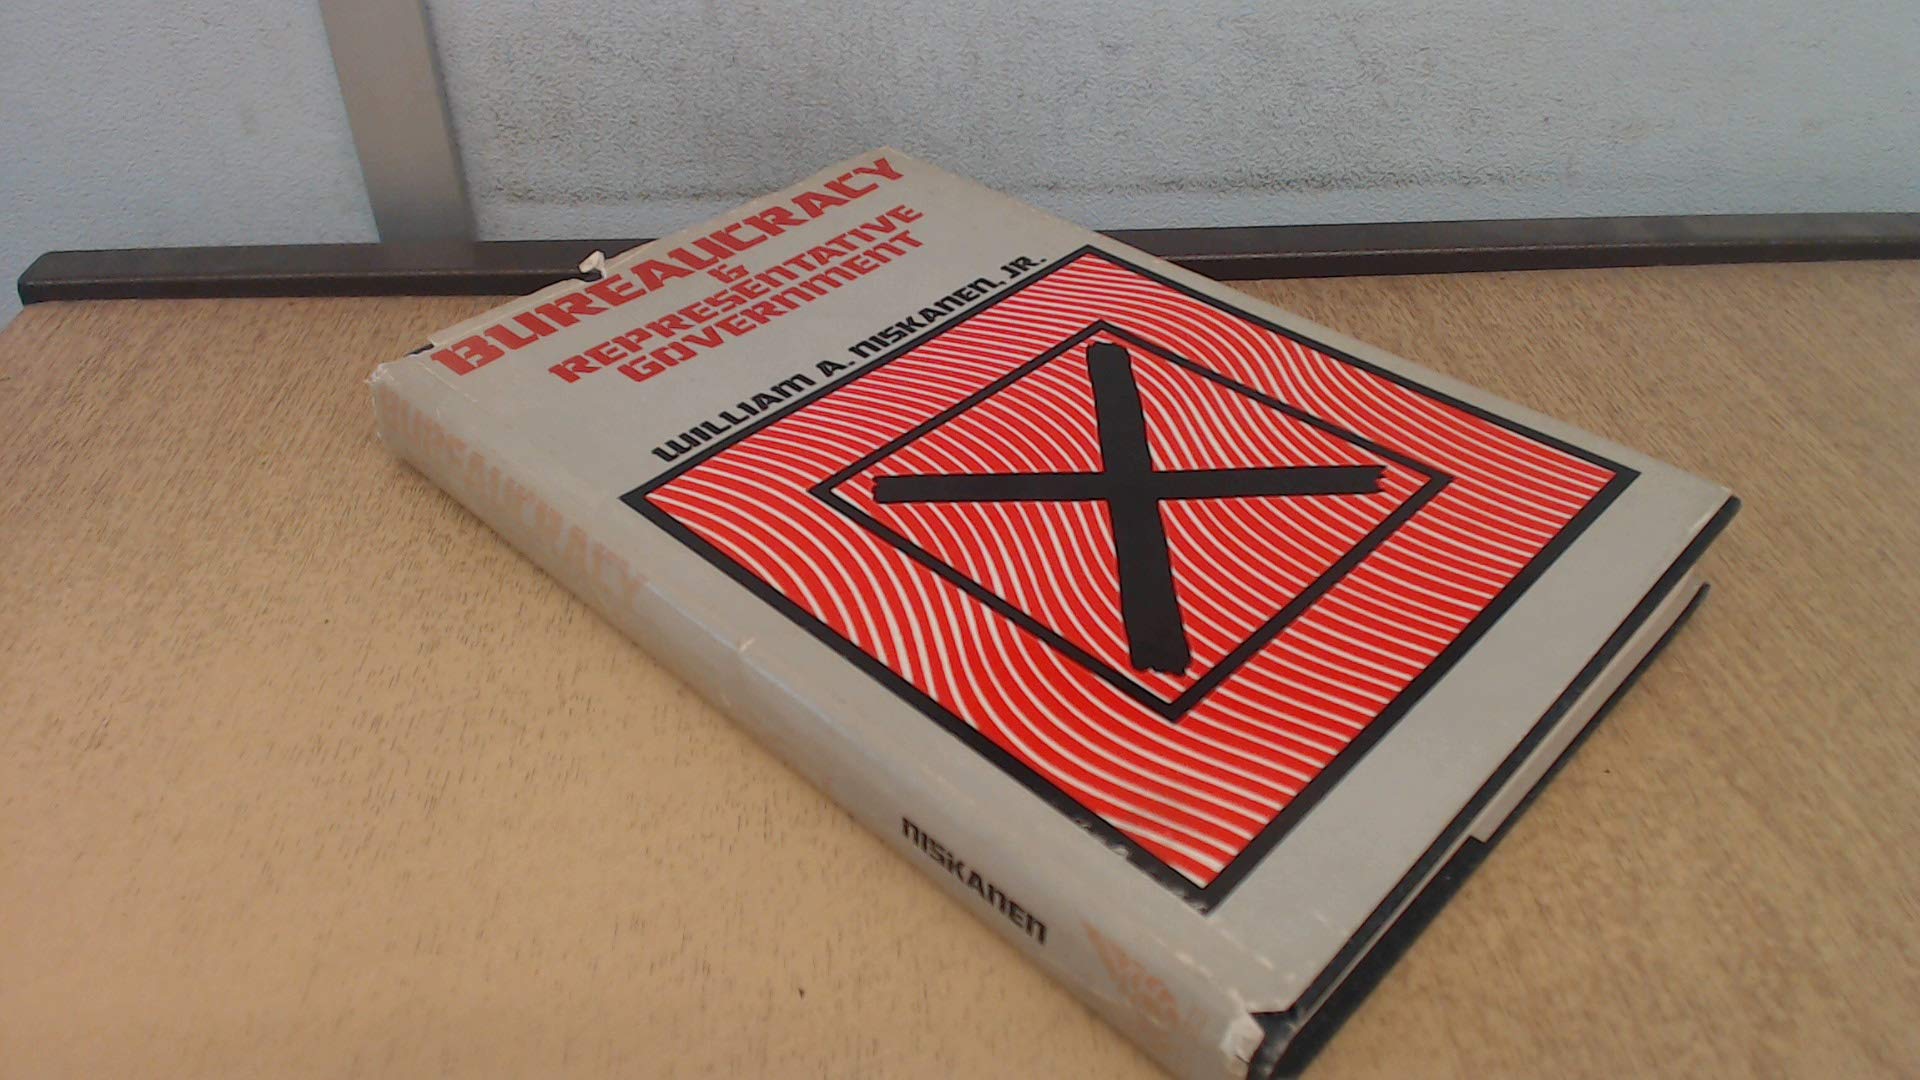 BUREAUCRACY
&
REPRESENTATIVE
GOVERNMENT
WILLIAM A. NISKANEN, JR.
BUREAUCRACY
NISKANEN